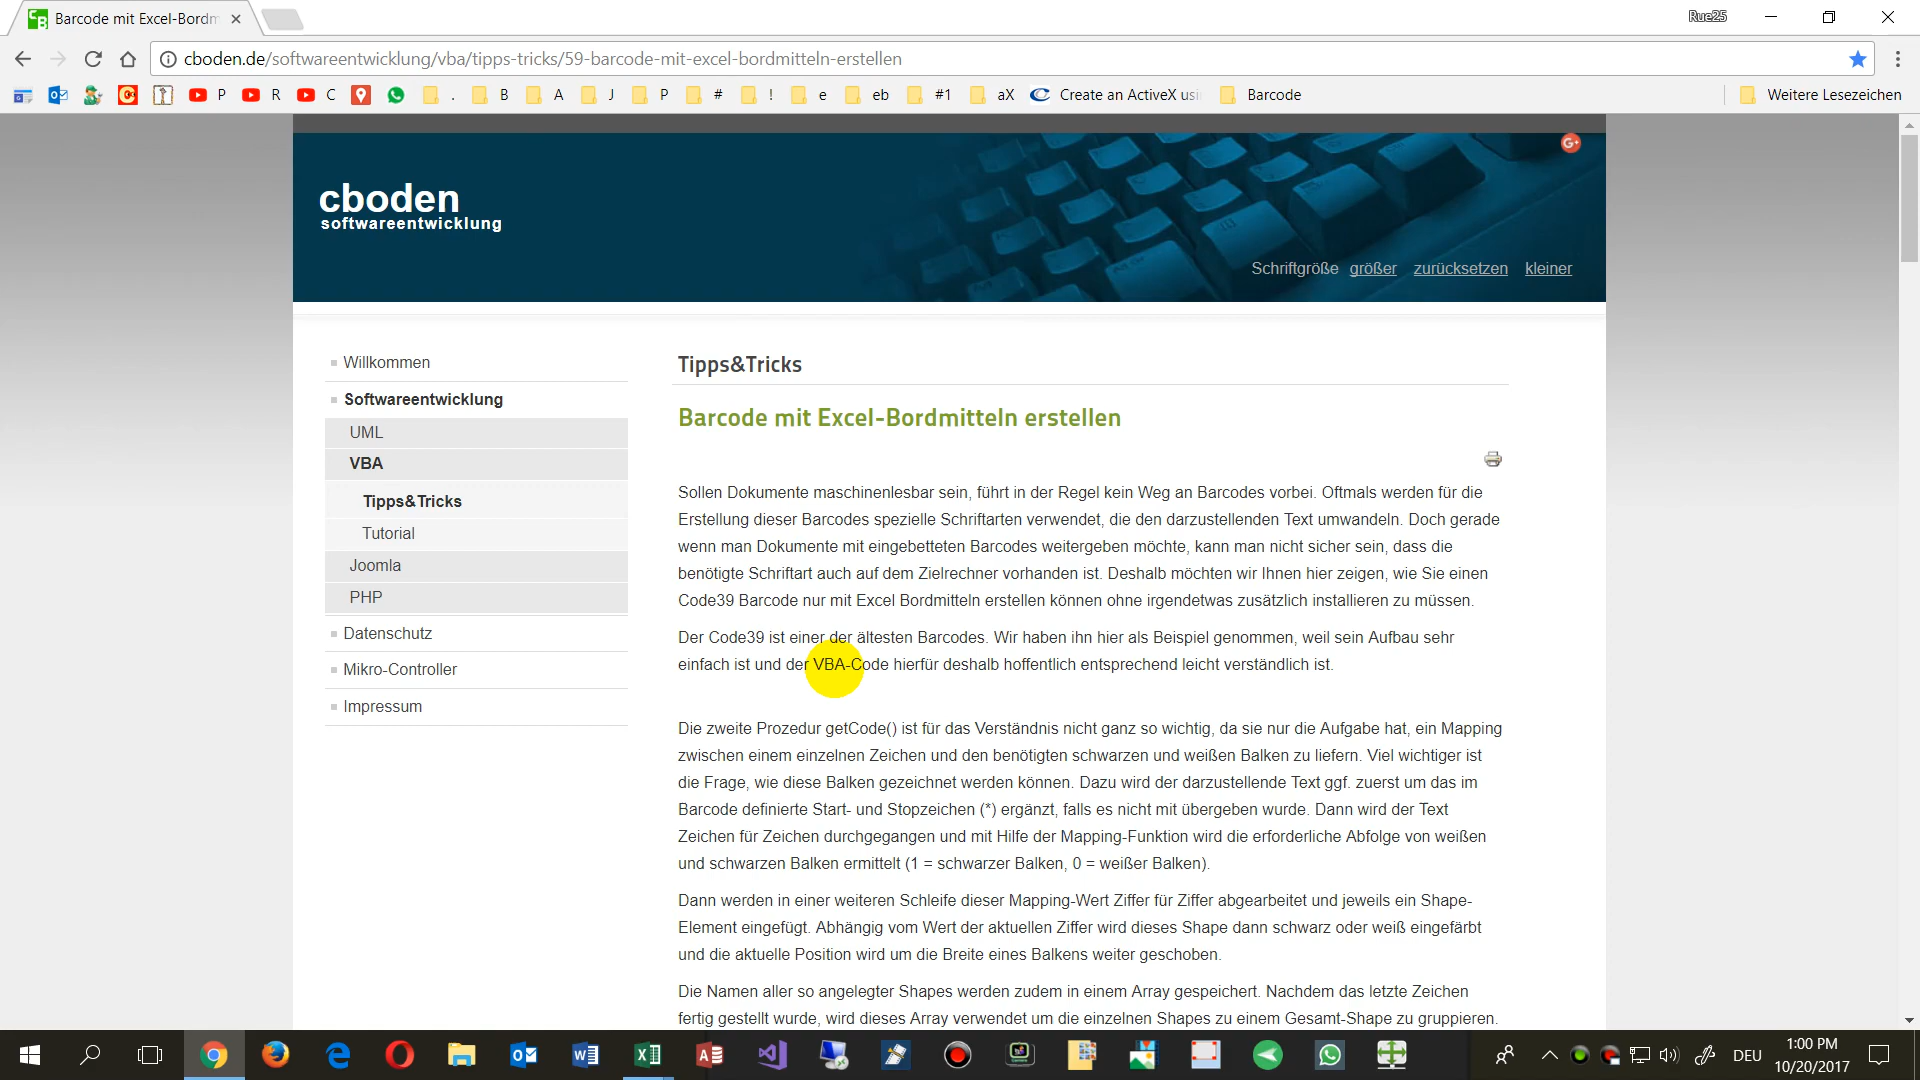 Barcode mit Excel-Bordm
Rue25
cboden.de/softwareentwicklung/vba/tipps-tricks/59-barcode-mit-excel-bordmitteln-erstellen
P R C . B A J P # ! e eb #1 aX Create an ActiveX usi Barcode Weitere Lesezeichen
cboden
softwareentwicklung
Schriftgröße größer zurücksetzen kleiner
Willkommen
Softwareentwicklung
UML
VBA
Tipps&Tricks
Tutorial
Joomla
PHP
Datenschutz
Mikro-Controller
Impressum
Tipps&Tricks
Barcode mit Excel-Bordmitteln erstellen
Sollen Dokumente maschinenlesbar sein, führt in der Regel kein Weg an Barcodes vorbei. Oftmals werden für die
Erstellung dieser Barcodes spezielle Schriftarten verwendet, die den darzustellenden Text umwandeln. Doch gerade
wenn man Dokumente mit eingebetteten Barcodes weitergeben möchte, kann man nicht sicher sein, dass die
benötigte Schriftart auch auf dem Zielrechner vorhanden ist. Deshalb möchten wir Ihnen hier zeigen, wie Sie einen
Code39 Barcode nur mit Excel Bordmitteln erstellen können ohne irgendetwas zusätzlich installieren zu müssen.
Der Code39 ist einer der ältesten Barcodes. Wir haben ihn hier als Beispiel genommen, weil sein Aufbau sehr
einfach ist und der VBA-Code hierfür deshalb hoffentlich entsprechend leicht verständlich ist.
Die zweite Prozedur getCode() ist für das Verständnis nicht ganz so wichtig, da sie nur die Aufgabe hat, ein Mapping
zwischen einem einzelnen Zeichen und den benötigten schwarzen und weißen Balken zu liefern. Viel wichtiger ist
die Frage, wie diese Balken gezeichnet werden können. Dazu wird der darzustellende Text ggf. zuerst um das im
Barcode definierte Start- und Stopzeichen (*) ergänzt, falls es nicht mit übergeben wurde. Dann wird der Text
Zeichen für Zeichen durchgegangen und mit Hilfe der Mapping-Funktion wird die erforderliche Abfolge von weißen
und schwarzen Balken ermittelt (1 = schwarzer Balken, 0 = weißer Balken).
Dann werden in einer weiteren Schleife dieser Mapping-Wert Ziffer für Ziffer abgearbeitet und jeweils ein Shape-
Element eingefügt. Abhängig vom Wert der aktuellen Ziffer wird dieses Shape dann schwarz oder weiß eingefärbt
und die aktuelle Position wird um die Breite eines Balkens weiter geschoben.
Die Namen aller so angelegter Shapes werden zudem in einem Array gespeichert. Nachdem das letzte Zeichen
fertig gestellt wurde, wird dieses Array verwendet um die einzelnen Shapes zu einem Gesamt-Shape zu gruppieren.
DEU
1:00 PM
10/20/2017